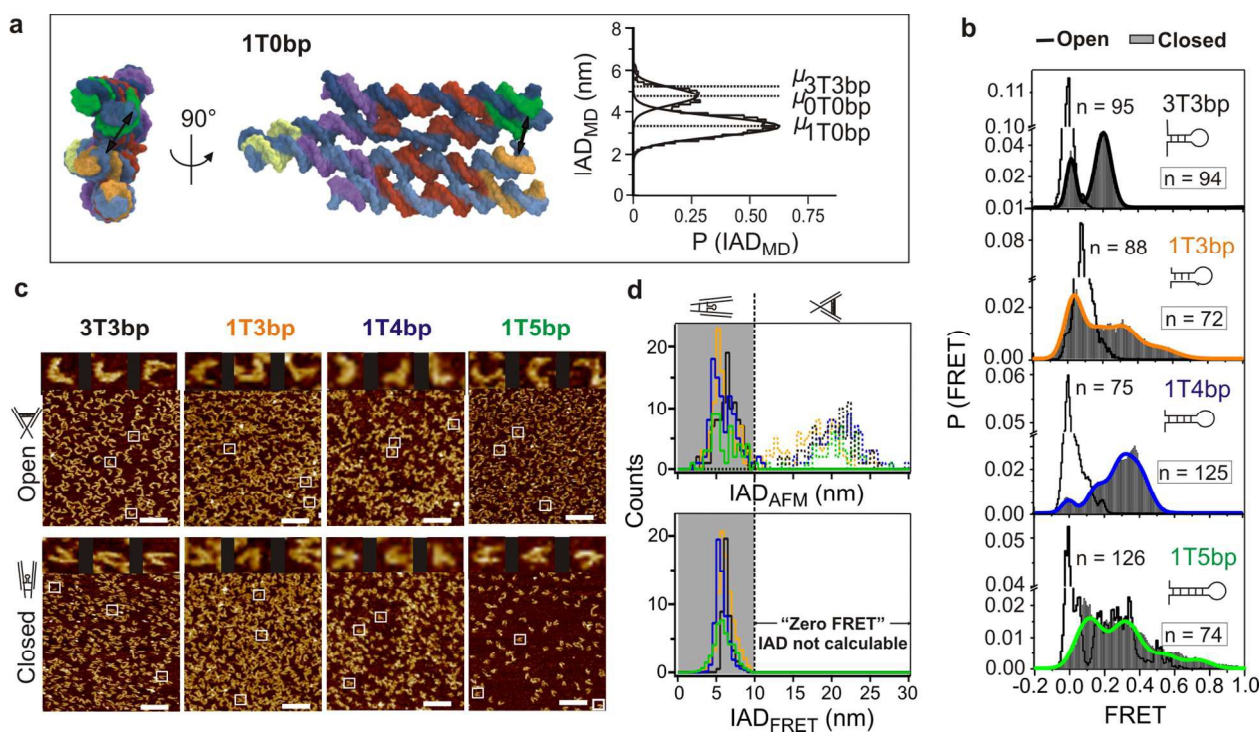 a
1T0bp
90°
IAD_MD (nm)
8
6
4
2
0
μ3T3bp
μ0T0bp
μ1T0bp
0 0.25 0.50 0.75
P (IAD_MD)
b
Open Closed
0.11
0.10
0.04
0.02
0.01
n = 95
3T3bp
n = 94
0.08
0.02
0.00
n = 88
1T3bp
n = 72
0.06
0.05
0.02
0.00
n = 75
1T4bp
n = 125
0.05
0.04
0.02
0.01
0.00
n = 126
1T5bp
n = 74
P (FRET)
-0.2 0.0 0.2 0.4 0.6 0.8 1.0
FRET
c
3T3bp 1T3bp 1T4bp 1T5bp
Open
Closed
d
20
10
0
0 5 10 15 20 25 30
IAD_AFM (nm)
Counts
20
10
0
“Zero FRET”
IAD not calculable
0 5 10 15 20 25 30
IAD_FRET (nm)